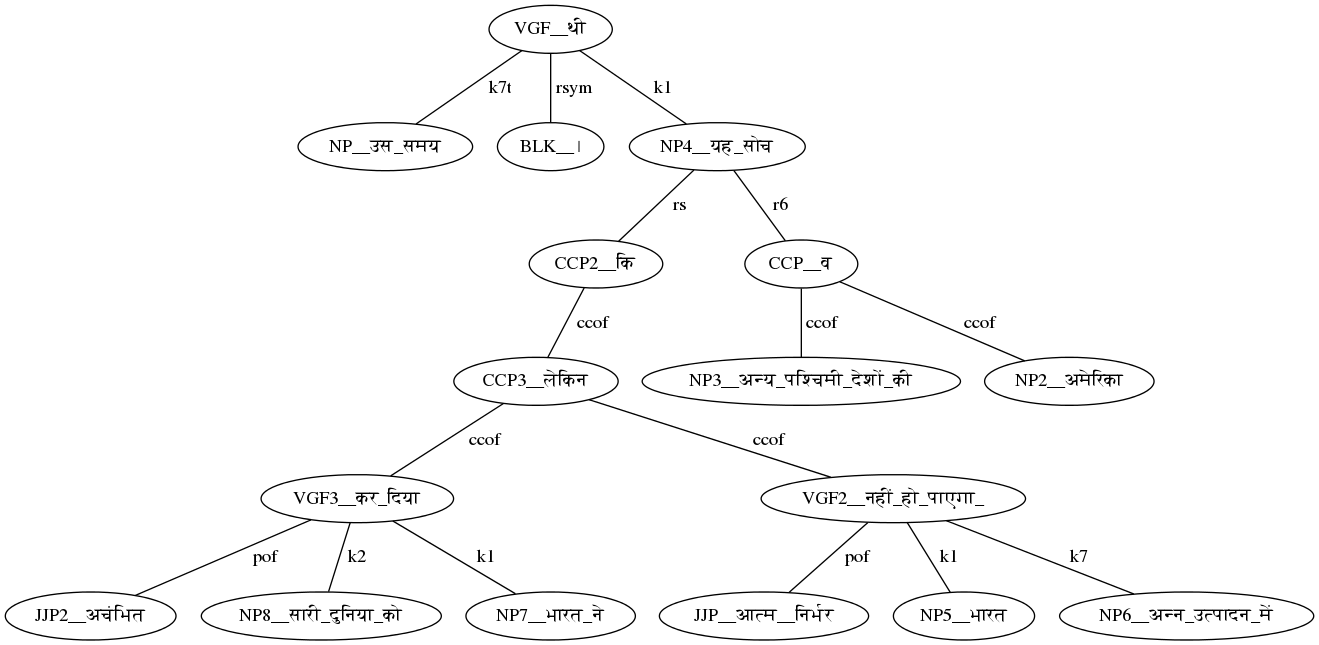 VGF__थी
k7t rsym k1
NP__उस_समय BLK__। NP4__यह_सोच
rs r6
CCP2__कि CCP__व
ccof ccof ccof
CCP3__लेकिन NP3__अन्य_पश्चिमी_देशों_की NP2__अमेरिका
ccof ccof
VGF3__कर_दिया VGF2__नहीं_हो_पाएगा_
pof k2 k1 pof k1 k7
JJP2__अचंभित NP8__सारी_दुनिया_को NP7__भारत_ने JJP__आत्म__निर्भर NP5__भारत NP6__अन्न_उत्पादन_में